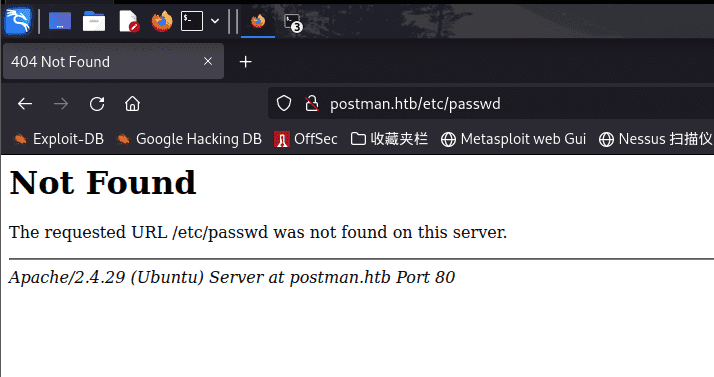 3
404 Not Found
postman.htb/etc/passwd
Exploit-DB Google Hacking DB OffSec 收藏夹栏 Metasploit web Gui Nessus 扫描仪
Not Found
The requested URL /etc/passwd was not found on this server.
Apache/2.4.29 (Ubuntu) Server at postman.htb Port 80